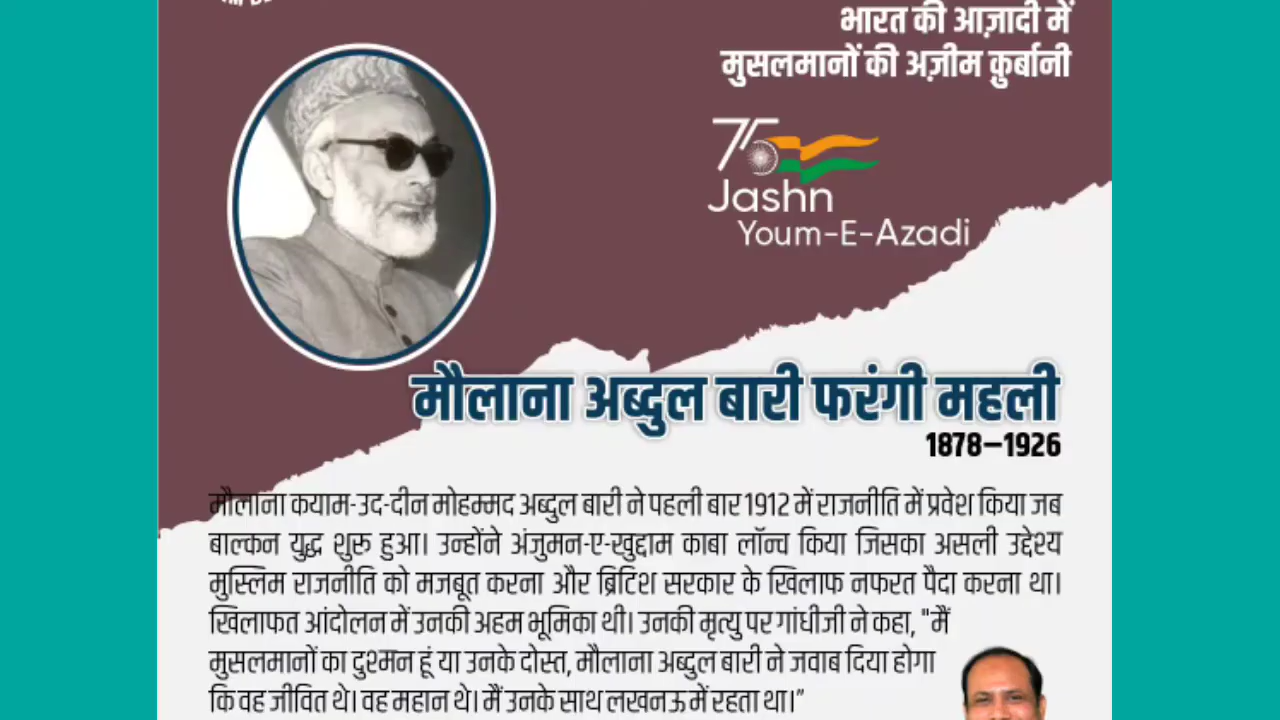 भारत की आज़ादी में
मुसलमानों की अज़ीम क़ुर्बानी
75
Jashn
Youm-E-Azadi
मौलाना अब्दुल बारी फरंगी महली
1878–1926
मौलाना कयाम-उद-दीन मोहम्मद अब्दुल बारी ने पहली बार 1912 में राजनीति में प्रवेश किया जब
बाल्कन युद्ध शुरू हुआ। उन्होंने अंजुमन-ए-खुद्दाम काबा लॉन्च किया जिसका असली उद्देश्य
मुस्लिम राजनीति को मजबूत करना और ब्रिटिश सरकार के खिलाफ नफरत पैदा करना था।
खिलाफत आंदोलन में उनकी अहम भूमिका थी। उनकी मृत्यु पर गांधीजी ने कहा, "मैं
मुसलमानों का दुश्मन हूं या उनके दोस्त, मौलाना अब्दुल बारी ने जवाब दिया होगा
कि वह जीवित थे। वह महान थे। मैं उनके साथ लखनऊ में रहता था।”